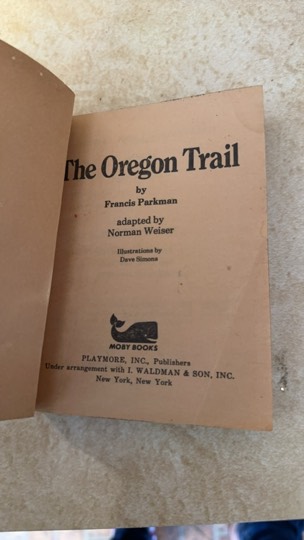 The Oregon Trail
by
Francis Parkman
adapted by
Norman Weiser
Illustrations by
Dave Simons
MOBY BOOKS
PLAYMORE, INC., Publishers
Under arrangement with I. WALDMAN & SON, INC.
New York, New York